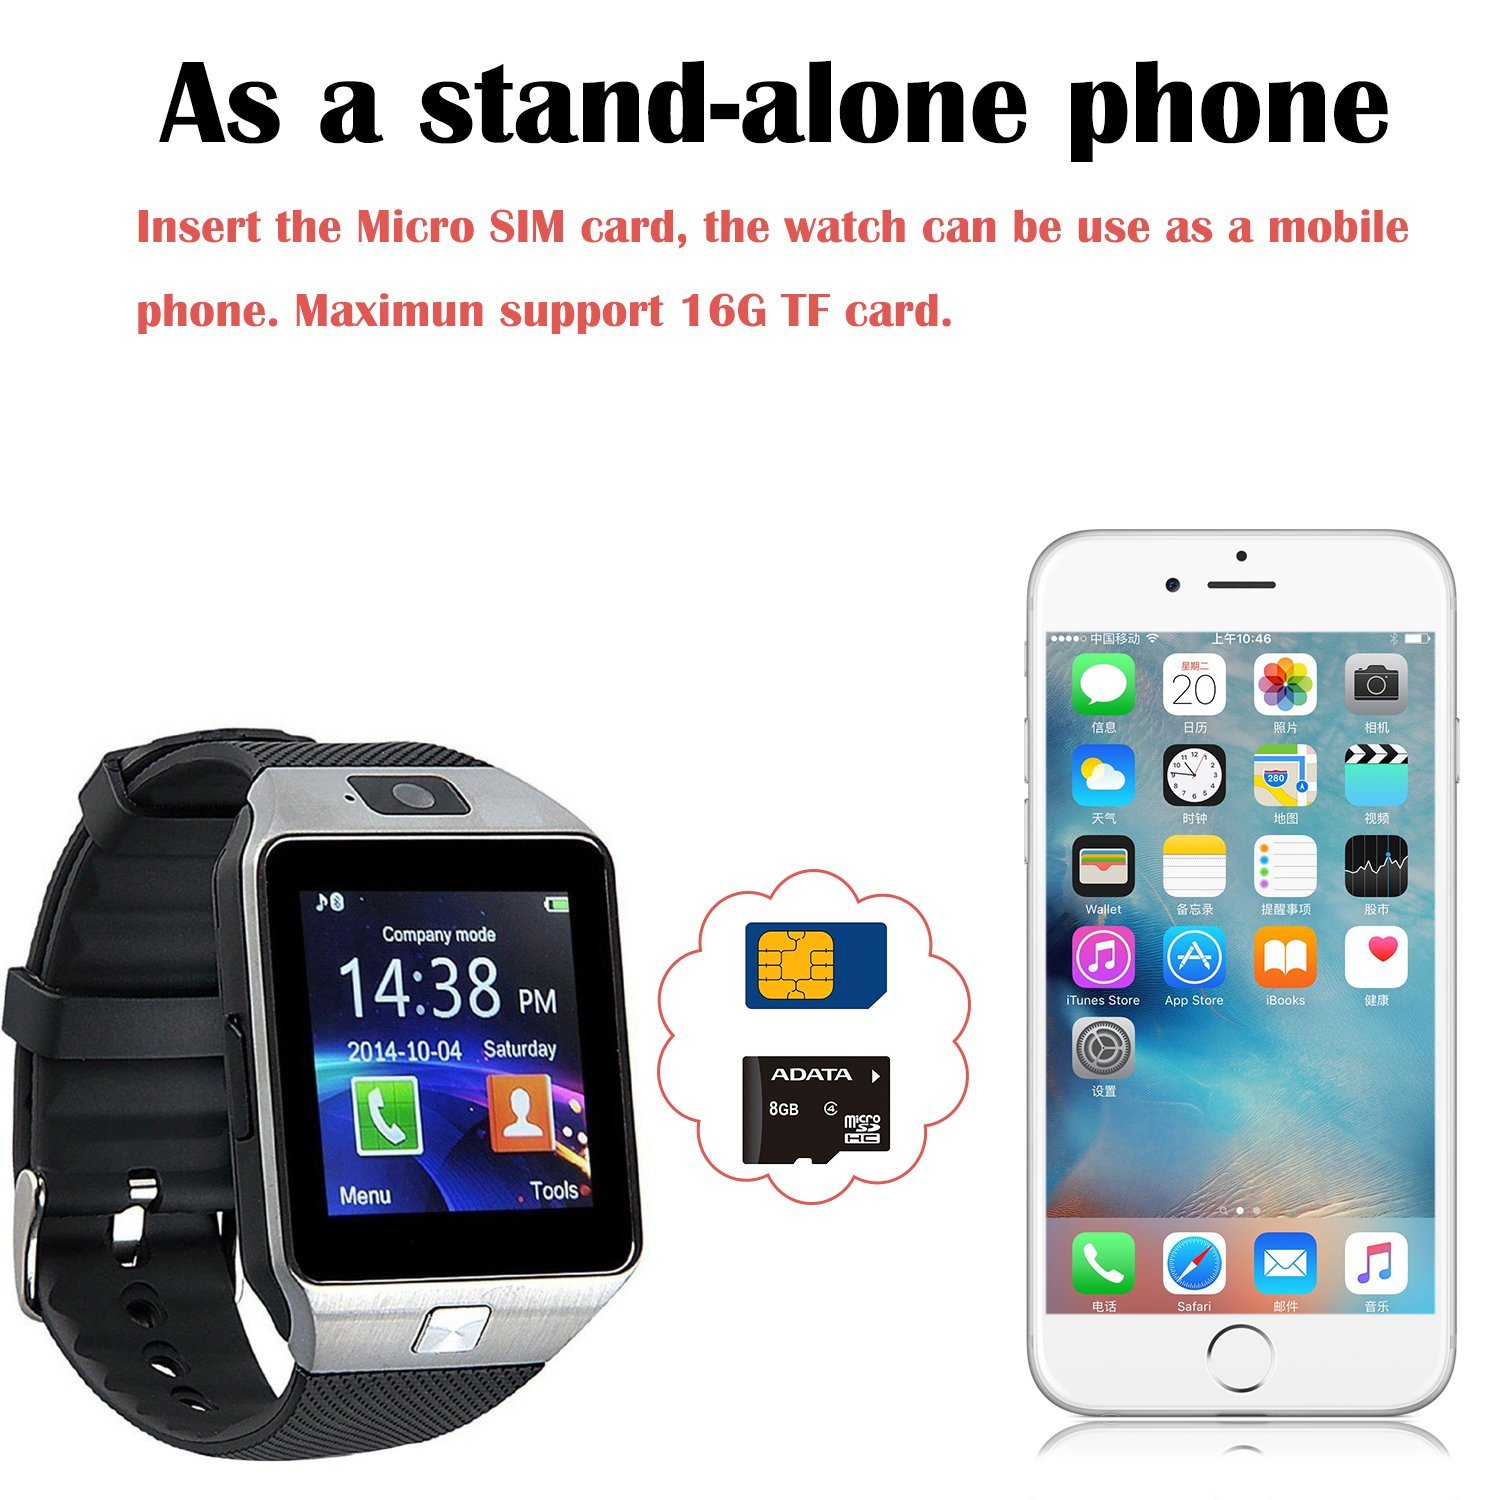 As a stand-alone phone
Insert the Micro SIM card, the watch can be use as a mobile
phone. Maximun support 16G TF card.
Company mode
14:38 PM
2014-10-04 Saturday
Menu Tools
ADATA
8GB 4 micro SD HC
中国移动 上午10:46
星期二
20
信息 日历 照片 相机
280
天气 时钟 地图 视频
Wallet 备忘录 提醒事项 股市
iTunes Store App Store iBooks 健康
设置
电话 Safari 邮件 音乐